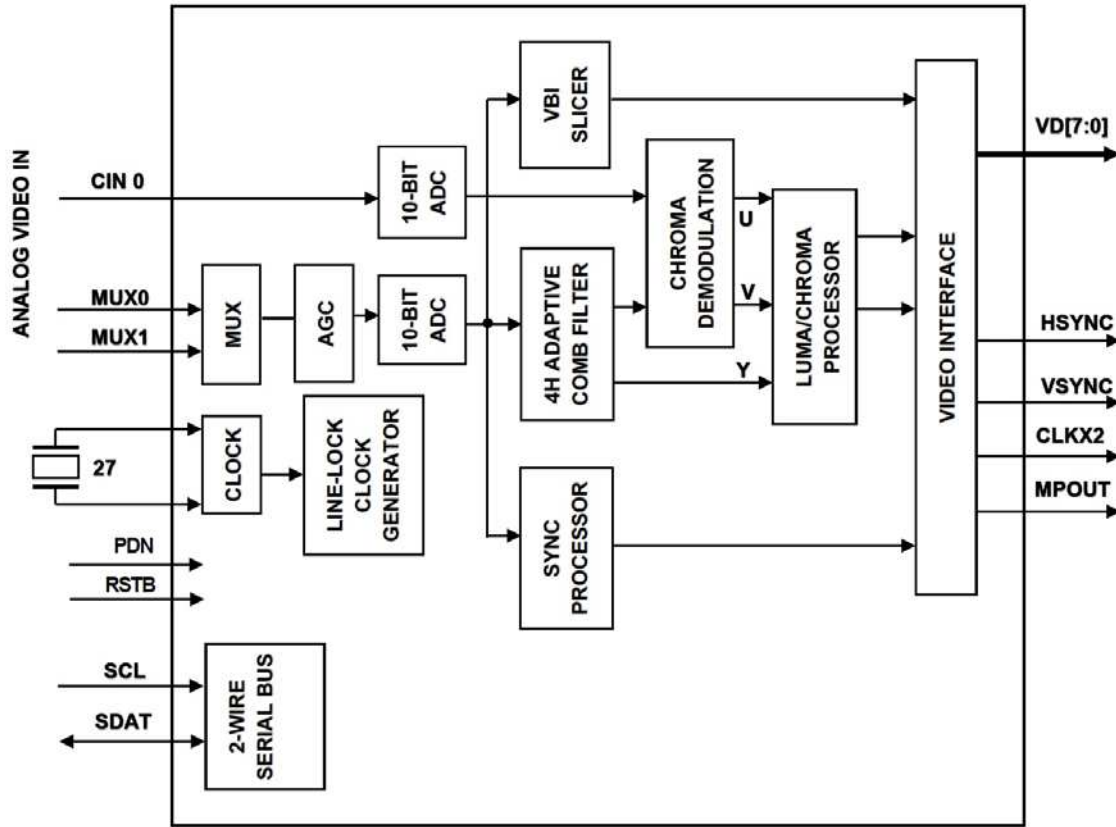 ANALOG VIDEO IN
CIN 0
MUX0
MUX1
27
PDN
RSTB
SCL
SDAT
MUX
AGC
10-BIT
ADC
10-BIT
ADC
CLOCK
LINE-LOCK
CLOCK
GENERATOR
2-WIRE
SERIAL BUS
VBI
SLICER
4H ADAPTIVE
COMB FILTER
SYNC
PROCESSOR
CHROMA
DEMODULATION
U
V
Y
LUMA/CHROMA
PROCESSOR
VIDEO INTERFACE
VD[7:0]
HSYNC
VSYNC
CLKX2
MPOUT